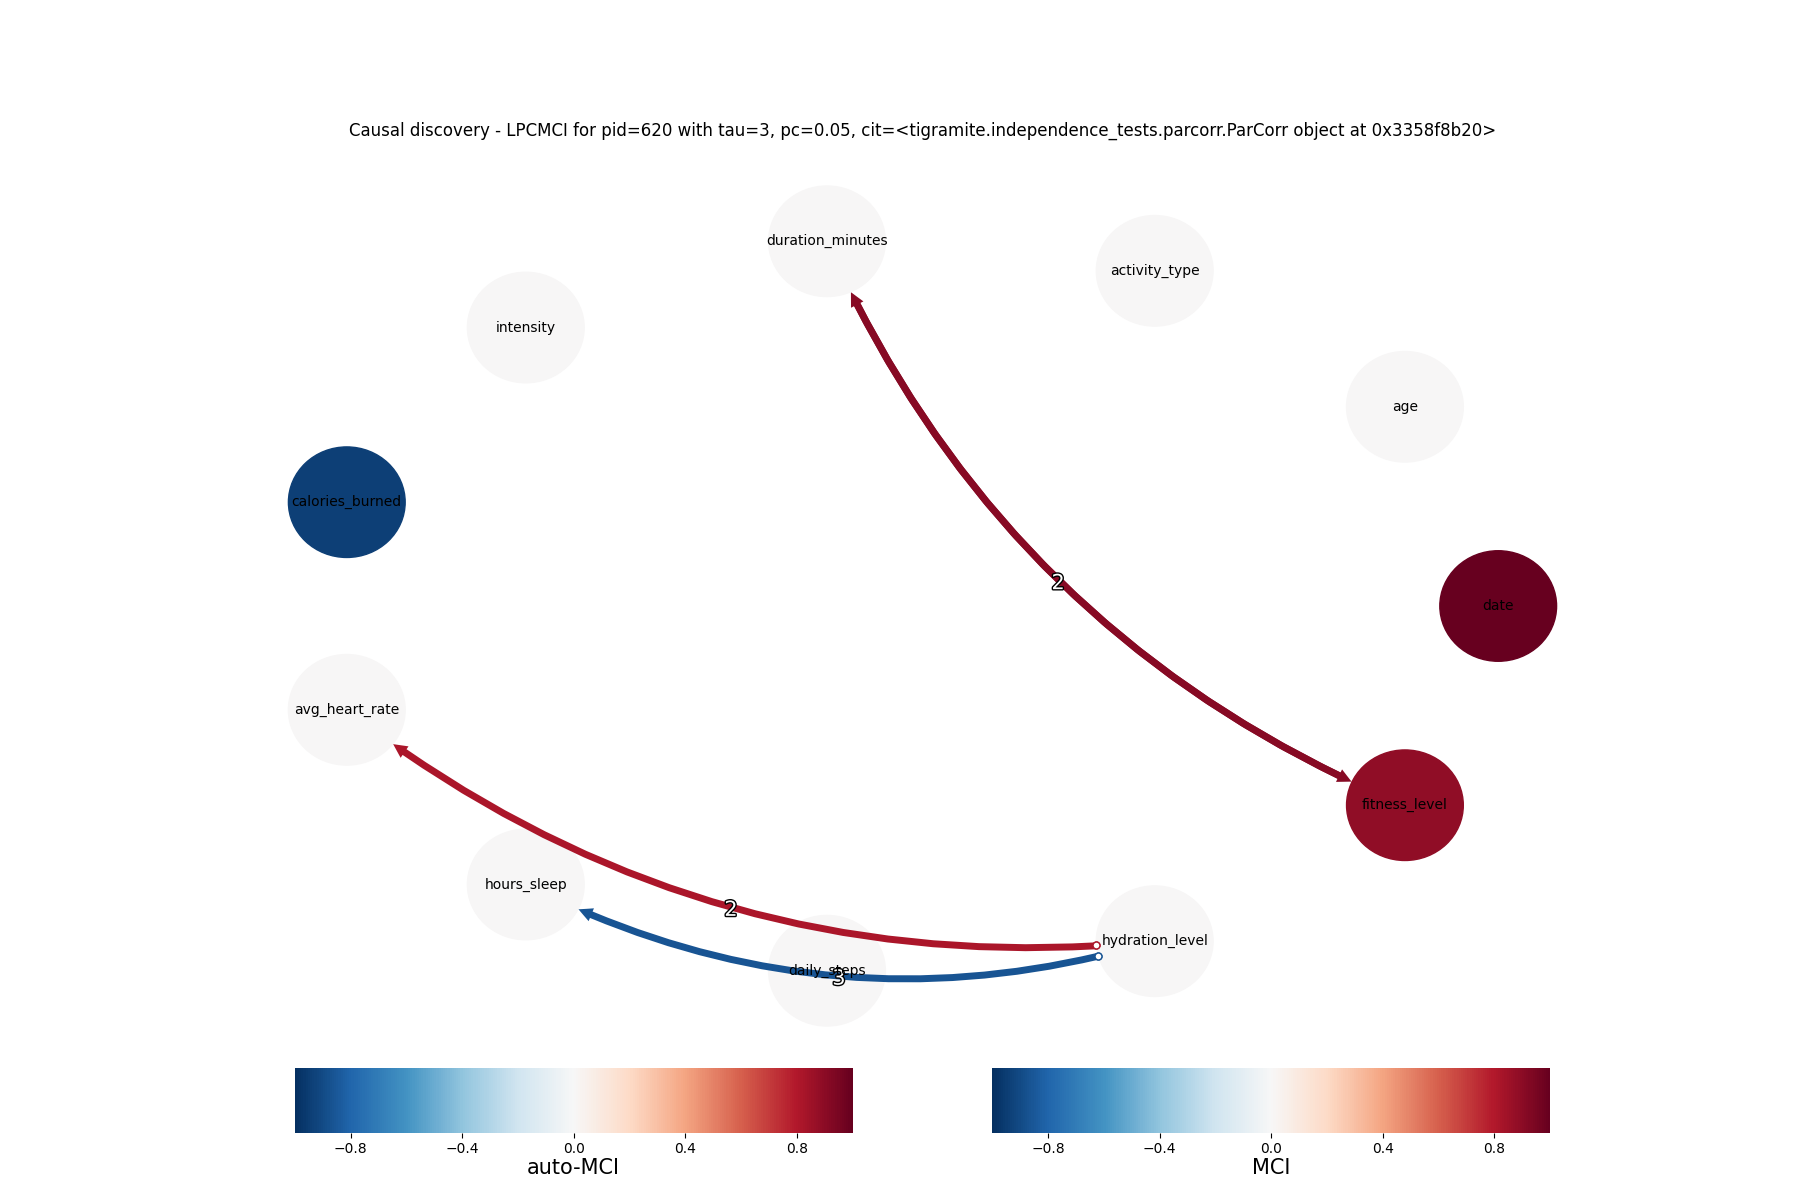 Causal discovery - LPCMCI for pid=620 with tau=3, pc=0.05, cit=<tigramite.independence_tests.parcorr.ParCorr object at 0x3358f8b20>
duration_minutes
activity_type
intensity
age
calories_burned
2
date
avg_heart_rate
fitness_level
hours_sleep
2
hydration_level
daily_steps
3
−0.8 −0.4 0.0 0.4 0.8
auto-MCI
−0.8 −0.4 0.0 0.4 0.8
MCI